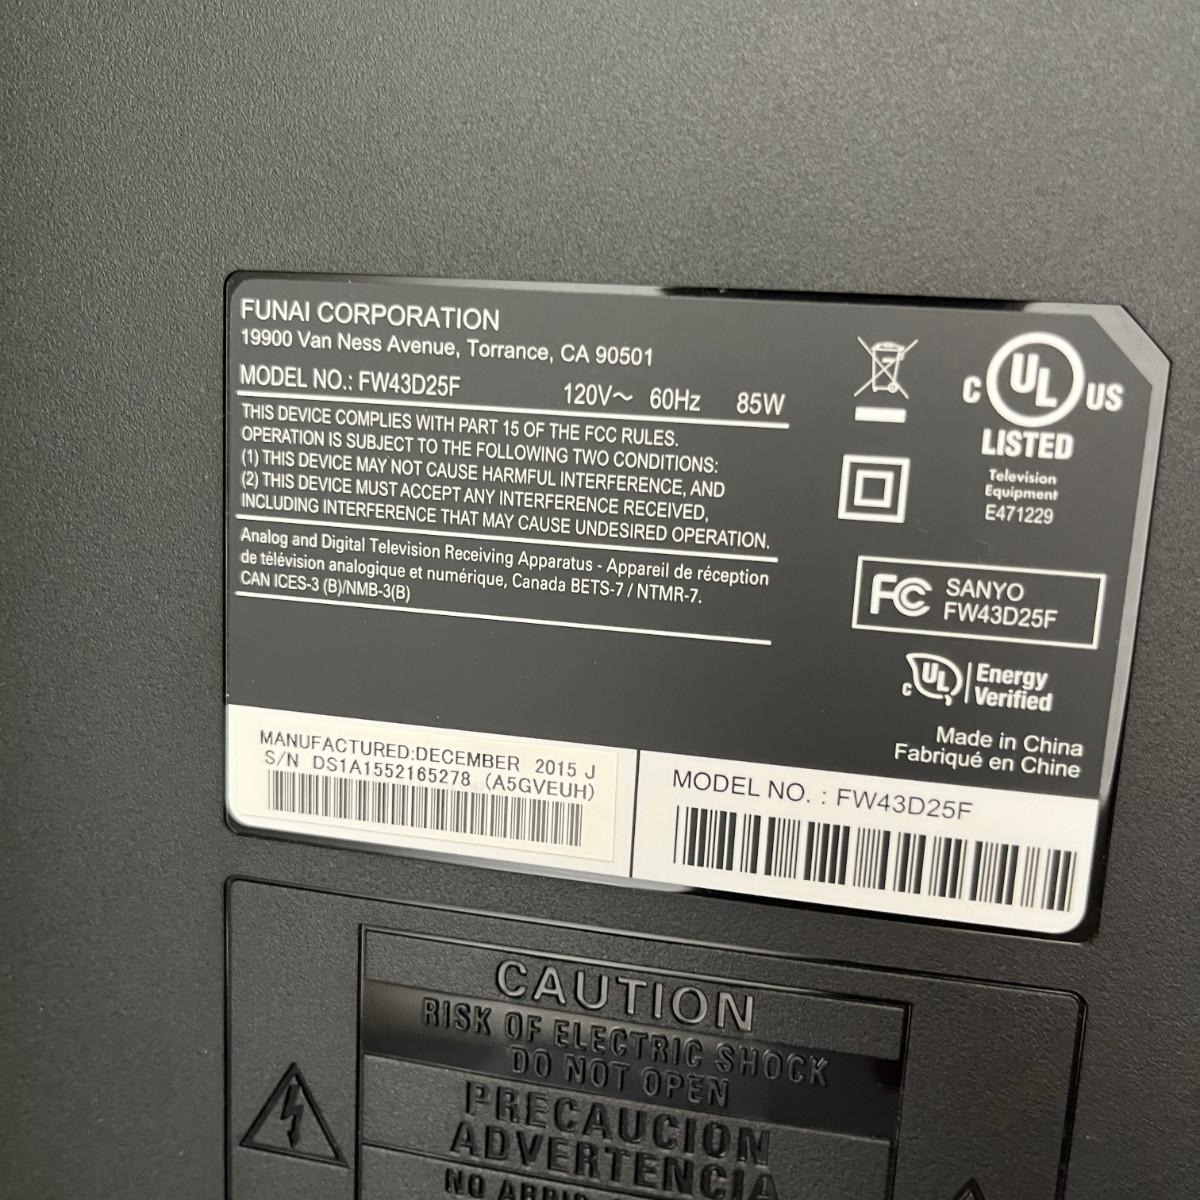 FUNAI CORPORATION
19900 Van Ness Avenue, Torrance, CA 90501
MODEL NO.: FW43D25F 120V~ 60Hz 85W
THIS DEVICE COMPLIES WITH PART 15 OF THE FCC RULES.
OPERATION IS SUBJECT TO THE FOLLOWING TWO CONDITIONS:
(1) THIS DEVICE MAY NOT CAUSE HARMFUL INTERFERENCE, AND
(2) THIS DEVICE MUST ACCEPT ANY INTERFERENCE RECEIVED,
INCLUDING INTERFERENCE THAT MAY CAUSE UNDESIRED OPERATION.
Analog and Digital Television Receiving Apparatus - Appareil de réception
de télévision analogique et numérique, Canada BETS-7 / NTMR-7.
CAN ICES-3 (B)/NMB-3(B)
C UL US
LISTED
Television
Equipment
E471229
FC SANYO
FW43D25F
C UL Energy
Verified
Made in China
Fabriqué en Chine
MANUFACTURED:DECEMBER 2015 J
S/N DS1A1552165278 (A5GVEUH)
MODEL NO. : FW43D25F
CAUTION
RISK OF ELECTRIC SHOCK
DO NOT OPEN
PRECAUCION
ADVERTENCIA
NO